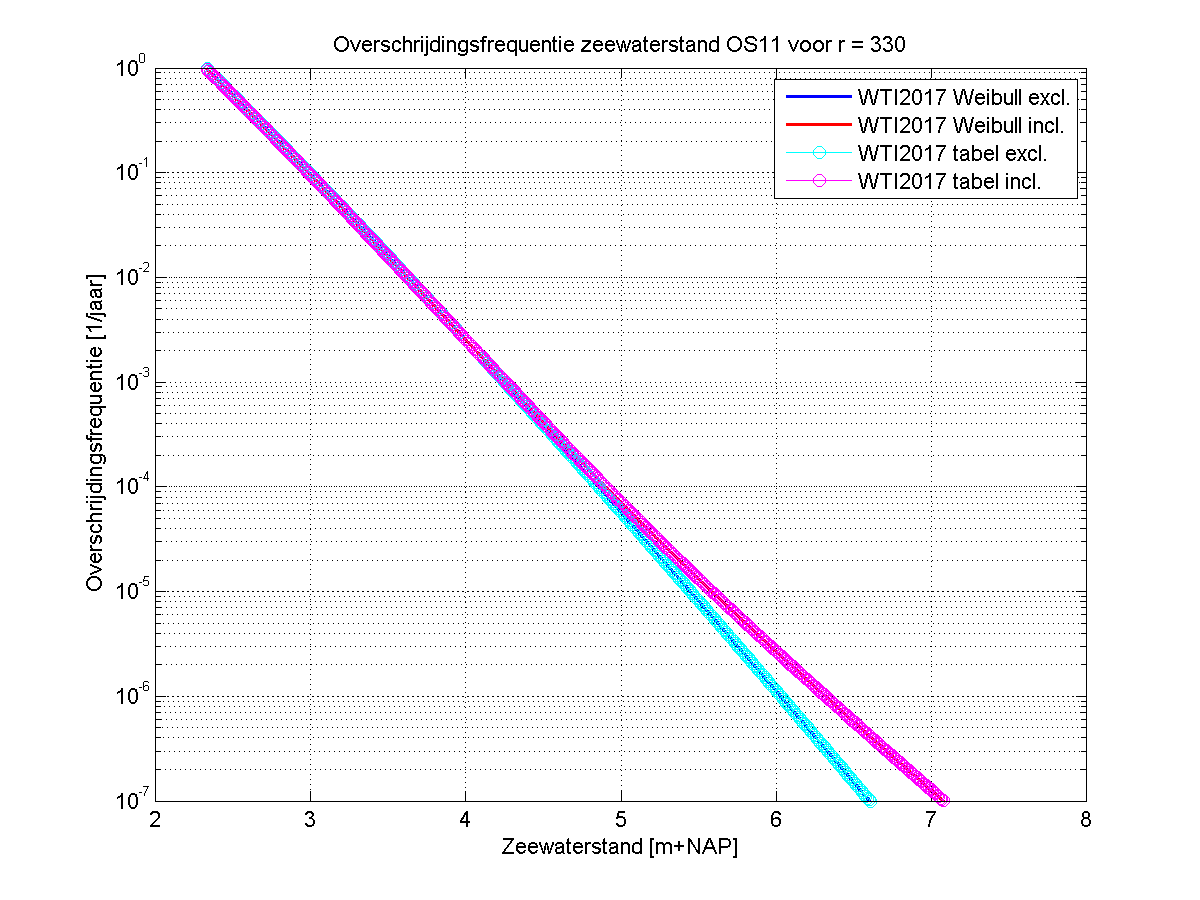 Overschrijdingsfrequentie zeewaterstand OS11 voor r = 330
WTI2017 Weibull excl.
WTI2017 Weibull incl.
WTI2017 tabel excl.
WTI2017 tabel incl.
Overschrijdingsfrequentie [1/jaar]
10^0
10^-1
10^-2
10^-3
10^-4
10^-5
10^-6
10^-7
2 3 4 5 6 7 8
Zeewaterstand [m+NAP]